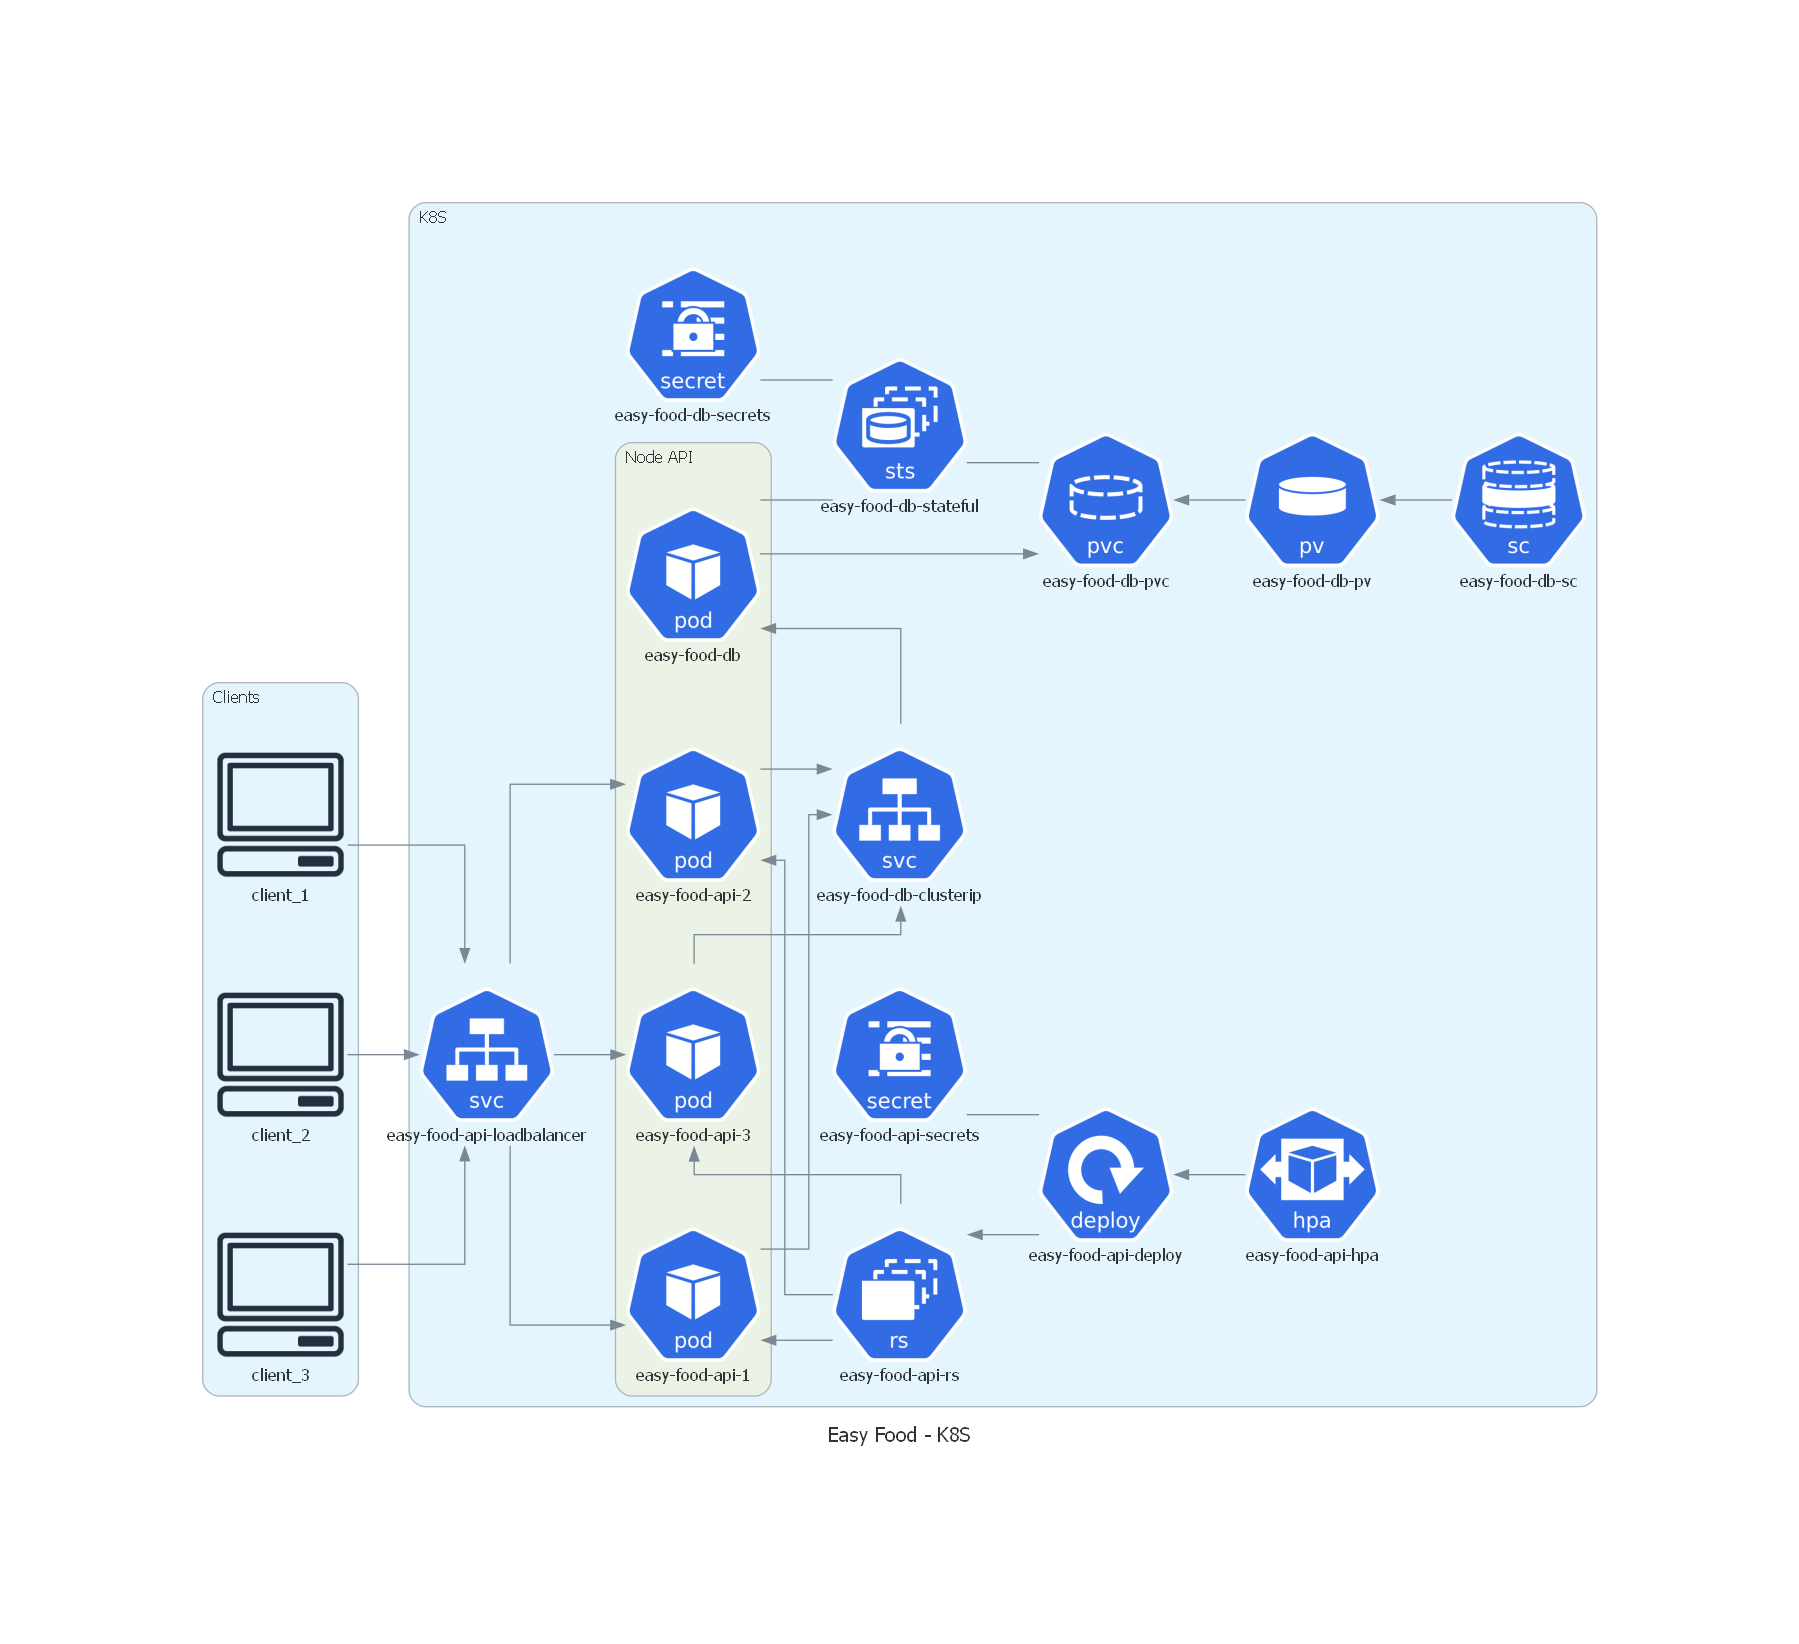 K8S
secret
easy-food-db-secrets
sts
easy-food-db-stateful
Node API
pvc
easy-food-db-pvc
pv
easy-food-db-pv
sc
easy-food-db-sc
pod
easy-food-db
Clients
client_1
pod
easy-food-api-2
svc
easy-food-db-clusterip
client_2
svc
easy-food-api-loadbalancer
pod
easy-food-api-3
secret
easy-food-api-secrets
deploy
easy-food-api-deploy
hpa
easy-food-api-hpa
client_3
pod
easy-food-api-1
rs
easy-food-api-rs
Easy Food - K8S